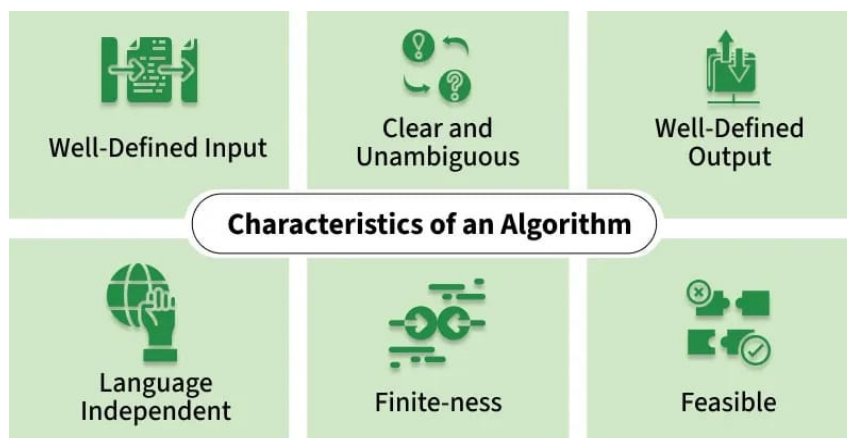 Well-Defined Input
Clear and
Unambiguous
Well-Defined
Output
Characteristics of an Algorithm
Language
Independent
Finite-ness
Feasible